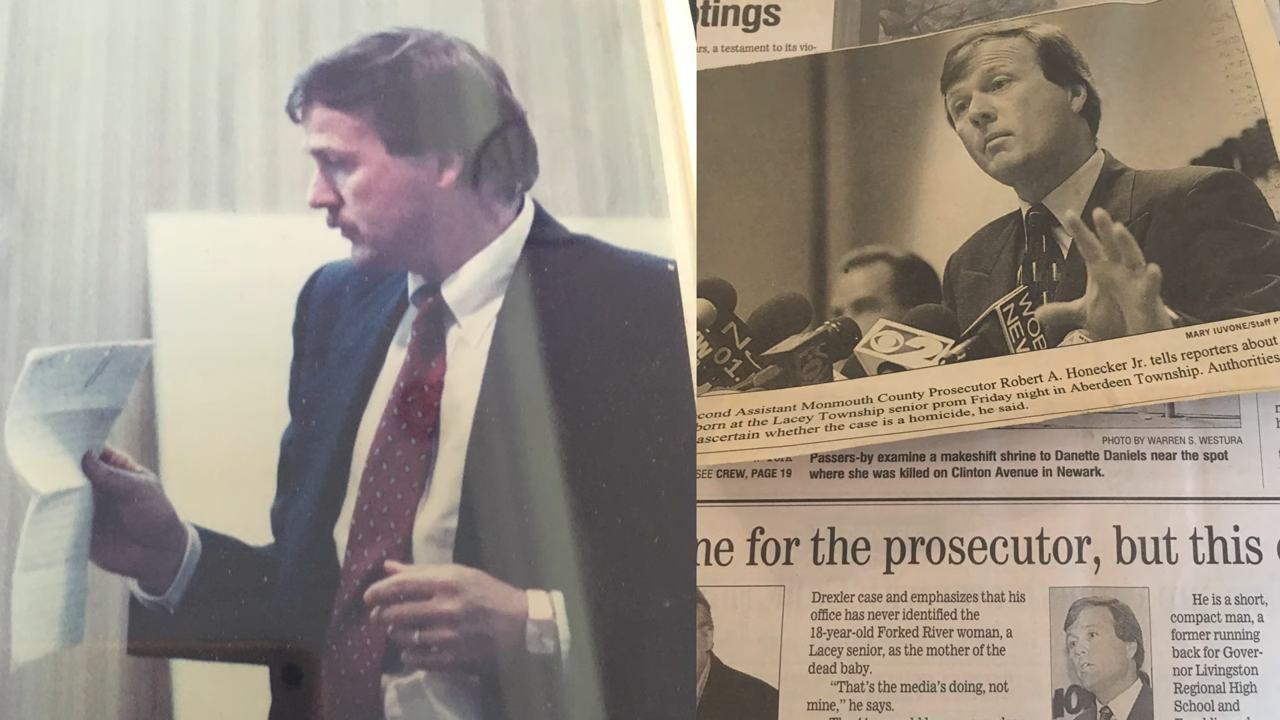 tings
rs, a testament to its vio-
WOR
NEW
2
MARY IUVONE/Staff P
cond Assistant Monmouth County Prosecutor Robert A. Honecker Jr. tells reporters about
born at the Lacey Township senior prom Friday night in Aberdeen Township. Authorities
ascertain whether the case is a homicide, he said.
PHOTO BY WARREN S. WESTURA
SEE CREW, PAGE 19
Passers-by examine a makeshift shrine to Danette Daniels near the spot
where she was killed on Clinton Avenue in Newark.
ne for the prosecutor, but this
Drexler case and emphasizes that his
office has never identified the
18-year-old Forked River woman, a
Lacey senior, as the mother of the
dead baby.
“That’s the media’s doing, not
mine,” he says.
He is a short,
compact man, a
former running
back for Gover-
nor Livingston
Regional High
School and